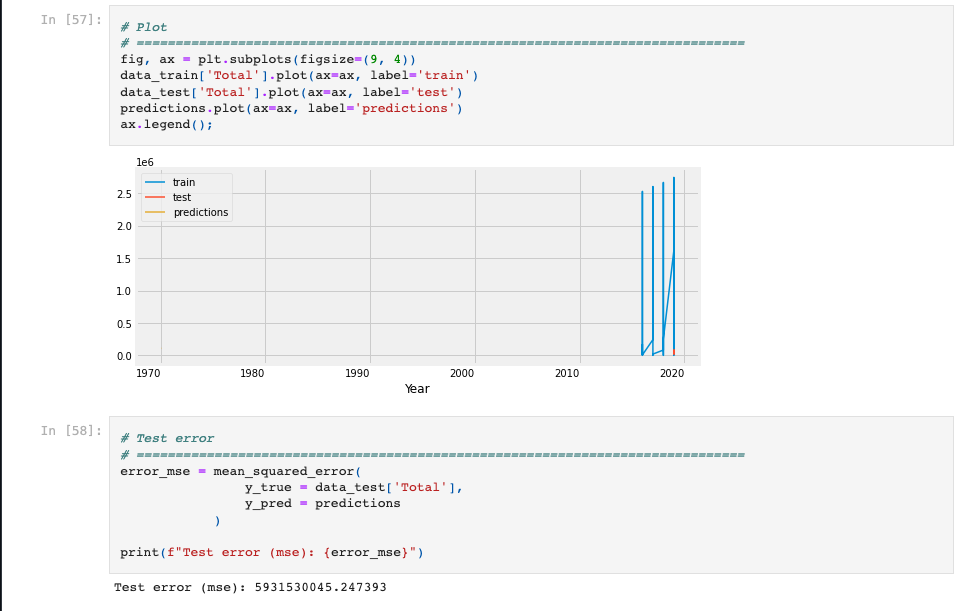 In [57]:
# Plot
# ==============================================================================
fig, ax = plt.subplots(figsize=(9, 4))
data_train['Total'].plot(ax=ax, label='train')
data_test['Total'].plot(ax=ax, label='test')
predictions.plot(ax=ax, label='predictions')
ax.legend();
1e6
train
test
predictions
2.5
2.0
1.5
1.0
0.5
0.0
1970 1980 1990 2000 2010 2020
Year
In [58]:
# Test error
# ==============================================================================
error_mse = mean_squared_error(
y_true = data_test['Total'],
y_pred = predictions
)
print(f"Test error (mse): {error_mse}")
Test error (mse): 5931530045.247393